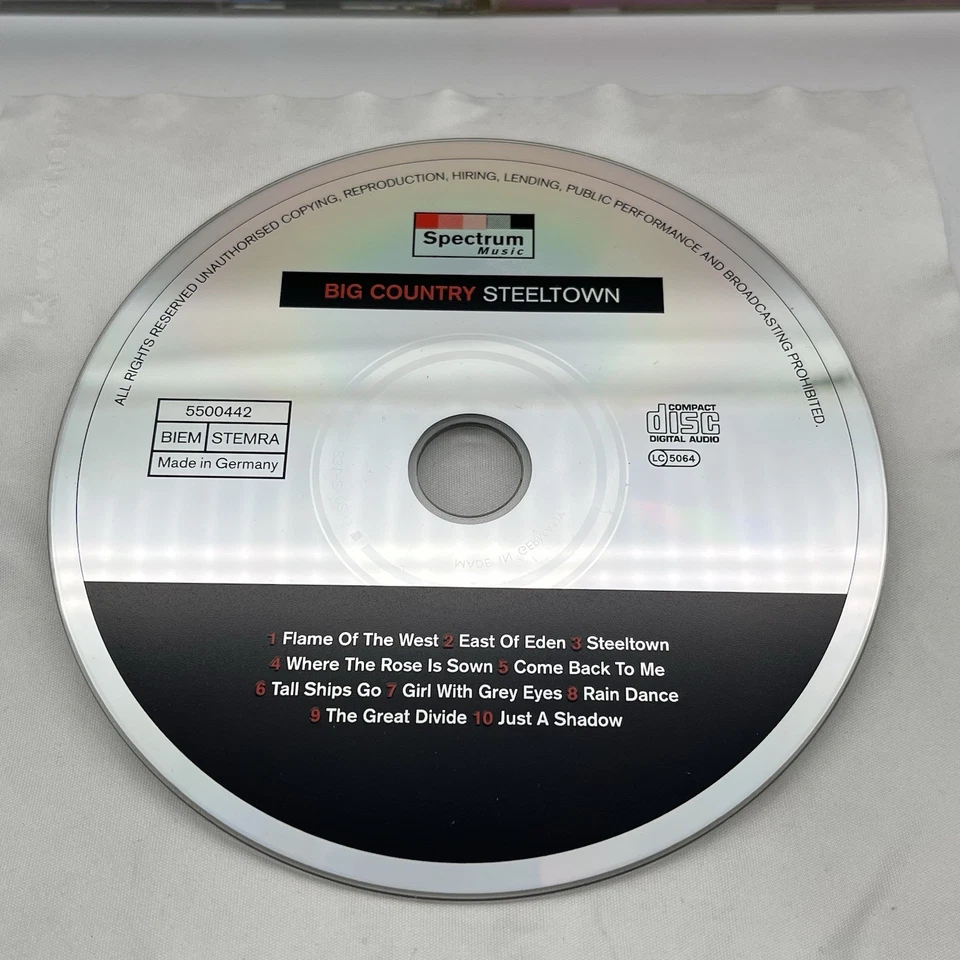 ALL RIGHTS RESERVED UNAUTHORISED COPYING, REPRODUCTION, HIRING, LENDING, PUBLIC PERFORMANCE AND BROADCASTING PROHIBITED.
Spectrum
Music
BIG COUNTRY STEELTOWN
5500442
BIEM STEMRA
Made in Germany
COMPACT
disc
DIGITAL AUDIO
LC 5064
MADE IN GERMANY
1 Flame Of The West 2 East Of Eden 3 Steeltown
4 Where The Rose Is Sown 5 Come Back To Me
6 Tall Ships Go 7 Girl With Grey Eyes 8 Rain Dance
9 The Great Divide 10 Just A Shadow